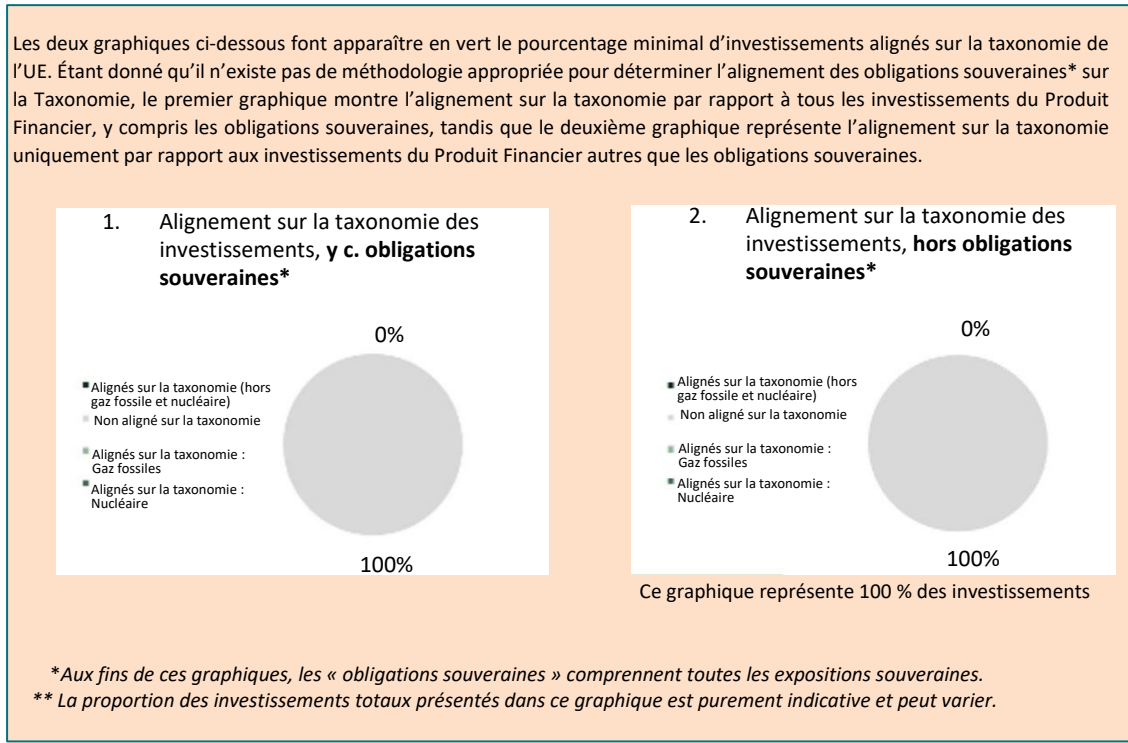 Les deux graphiques ci-dessous font apparaître en vert le pourcentage minimal d’investissements alignés sur la taxonomie de
l’UE. Étant donné qu’il n’existe pas de méthodologie appropriée pour déterminer l’alignement des obligations souveraines* sur
la Taxonomie, le premier graphique montre l’alignement sur la taxonomie par rapport à tous les investissements du Produit
Financier, y compris les obligations souveraines, tandis que le deuxième graphique représente l’alignement sur la taxonomie
uniquement par rapport aux investissements du Produit Financier autres que les obligations souveraines.
1. Alignement sur la taxonomie des
investissements, y c. obligations
souveraines*
0%
Alignés sur la taxonomie (hors
gaz fossile et nucléaire)
Non aligné sur la taxonomie
Alignés sur la taxonomie :
Gaz fossiles
Alignés sur la taxonomie :
Nucléaire
100%
2. Alignement sur la taxonomie des
investissements, hors obligations
souveraines*
0%
Alignés sur la taxonomie (hors
gaz fossile et nucléaire)
Non aligné sur la taxonomie
Alignés sur la taxonomie :
Gaz fossiles
Alignés sur la taxonomie :
Nucléaire
100%
Ce graphique représente 100 % des investissements
*Aux fins de ces graphiques, les « obligations souveraines » comprennent toutes les expositions souveraines.
** La proportion des investissements totaux présentés dans ce graphique est purement indicative et peut varier.